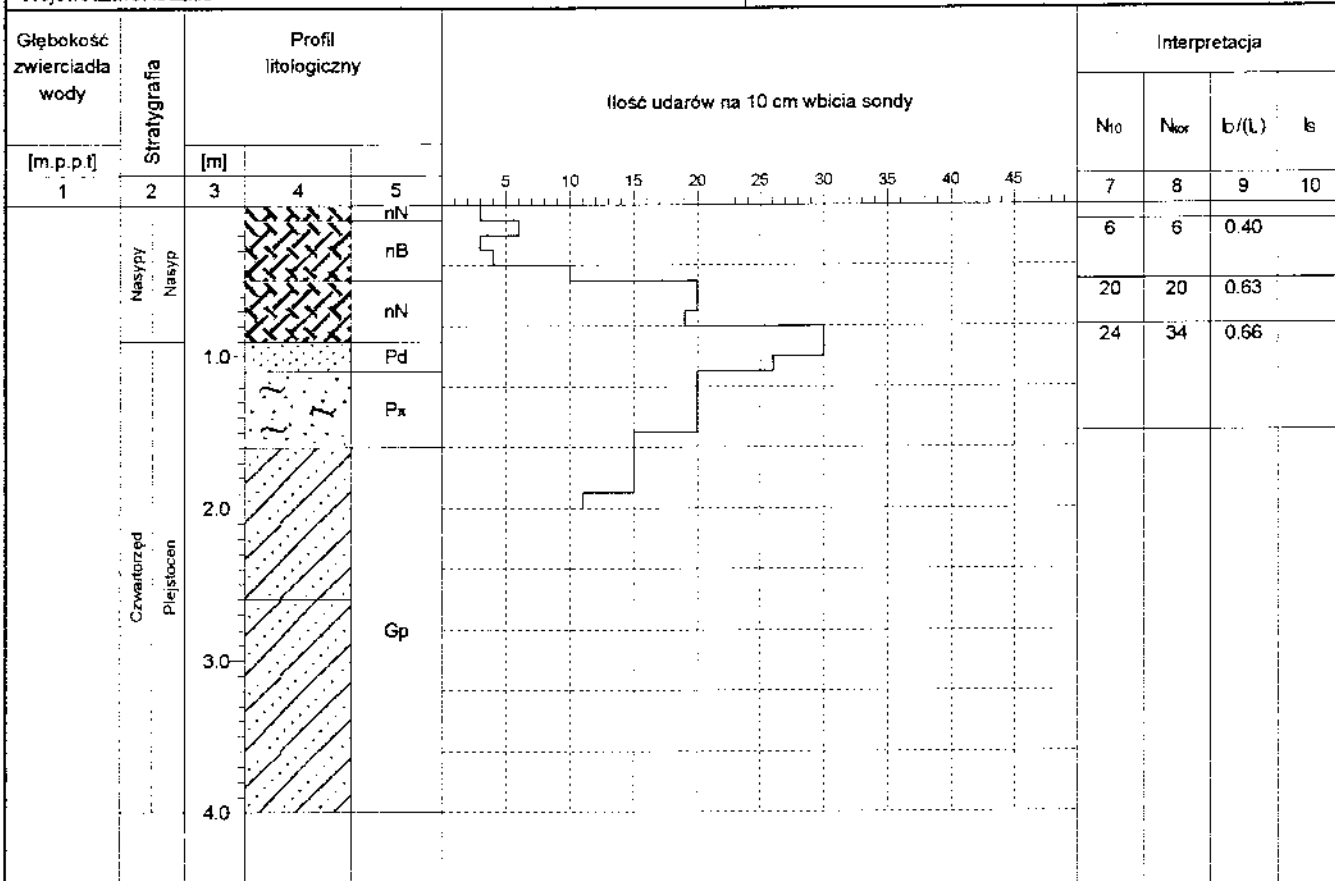 Głębokość
zwierciadła
wody
[m.p.p.t]
1
Stratygrafia
2
Profil
litologiczny
[m]
3 4 5
Ilość udarów na 10 cm wbicia sondy
5 10 15 20 25 30 35 40 45
Interpretacja
N10 Nkor ID/(IL) Is
7 8 9 10
Nasypy
Nasyp
nN
nB
nN
6 6 0.40
20 20 0.63
24 34 0.66
1.0
Pd
Pπ
2.0
Czwartorzęd
Plejstocen
Gp
3.0
4.0